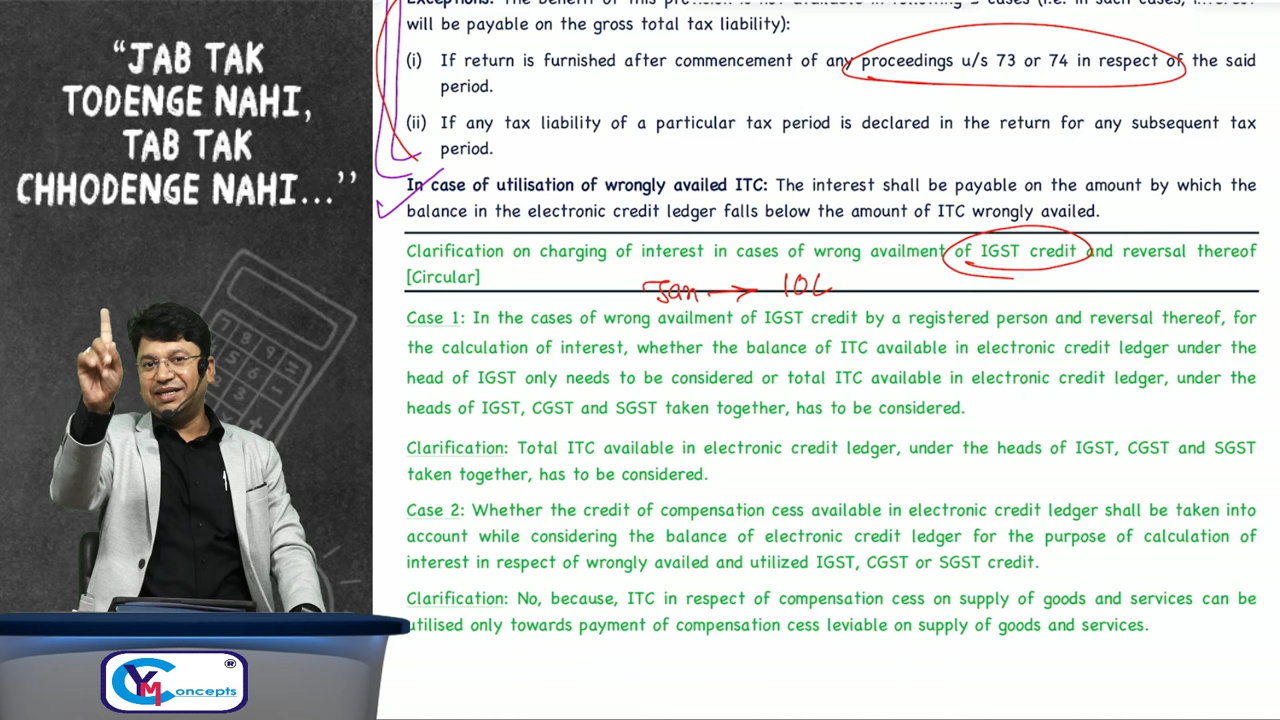 “JAB TAK
TODENGE NAHI,
TAB TAK
CHHODENGE NAHI...’’
will be payable on the gross total tax liability):
(i) If return is furnished after commencement of any proceedings u/s 73 or 74 in respect of the said
period.
(ii) If any tax liability of a particular tax period is declared in the return for any subsequent tax
period.
In case of utilisation of wrongly availed ITC: The interest shall be payable on the amount by which the
balance in the electronic credit ledger falls below the amount of ITC wrongly availed.
Clarification on charging of interest in cases of wrong availment of IGST credit and reversal thereof
[Circular]
Jan → 10L
Case 1: In the cases of wrong availment of IGST credit by a registered person and reversal thereof, for
the calculation of interest, whether the balance of ITC available in electronic credit ledger under the
head of IGST only needs to be considered or total ITC available in electronic credit ledger, under the
heads of IGST, CGST and SGST taken together, has to be considered.
Clarification: Total ITC available in electronic credit ledger, under the heads of IGST, CGST and SGST
taken together, has to be considered.
Case 2: Whether the credit of compensation cess available in electronic credit ledger shall be taken into
account while considering the balance of electronic credit ledger for the purpose of calculation of
interest in respect of wrongly availed and utilized IGST, CGST or SGST credit.
Clarification: No, because, ITC in respect of compensation cess on supply of goods and services can be
utilised only towards payment of compensation cess leviable on supply of goods and services.
YM Concepts ®